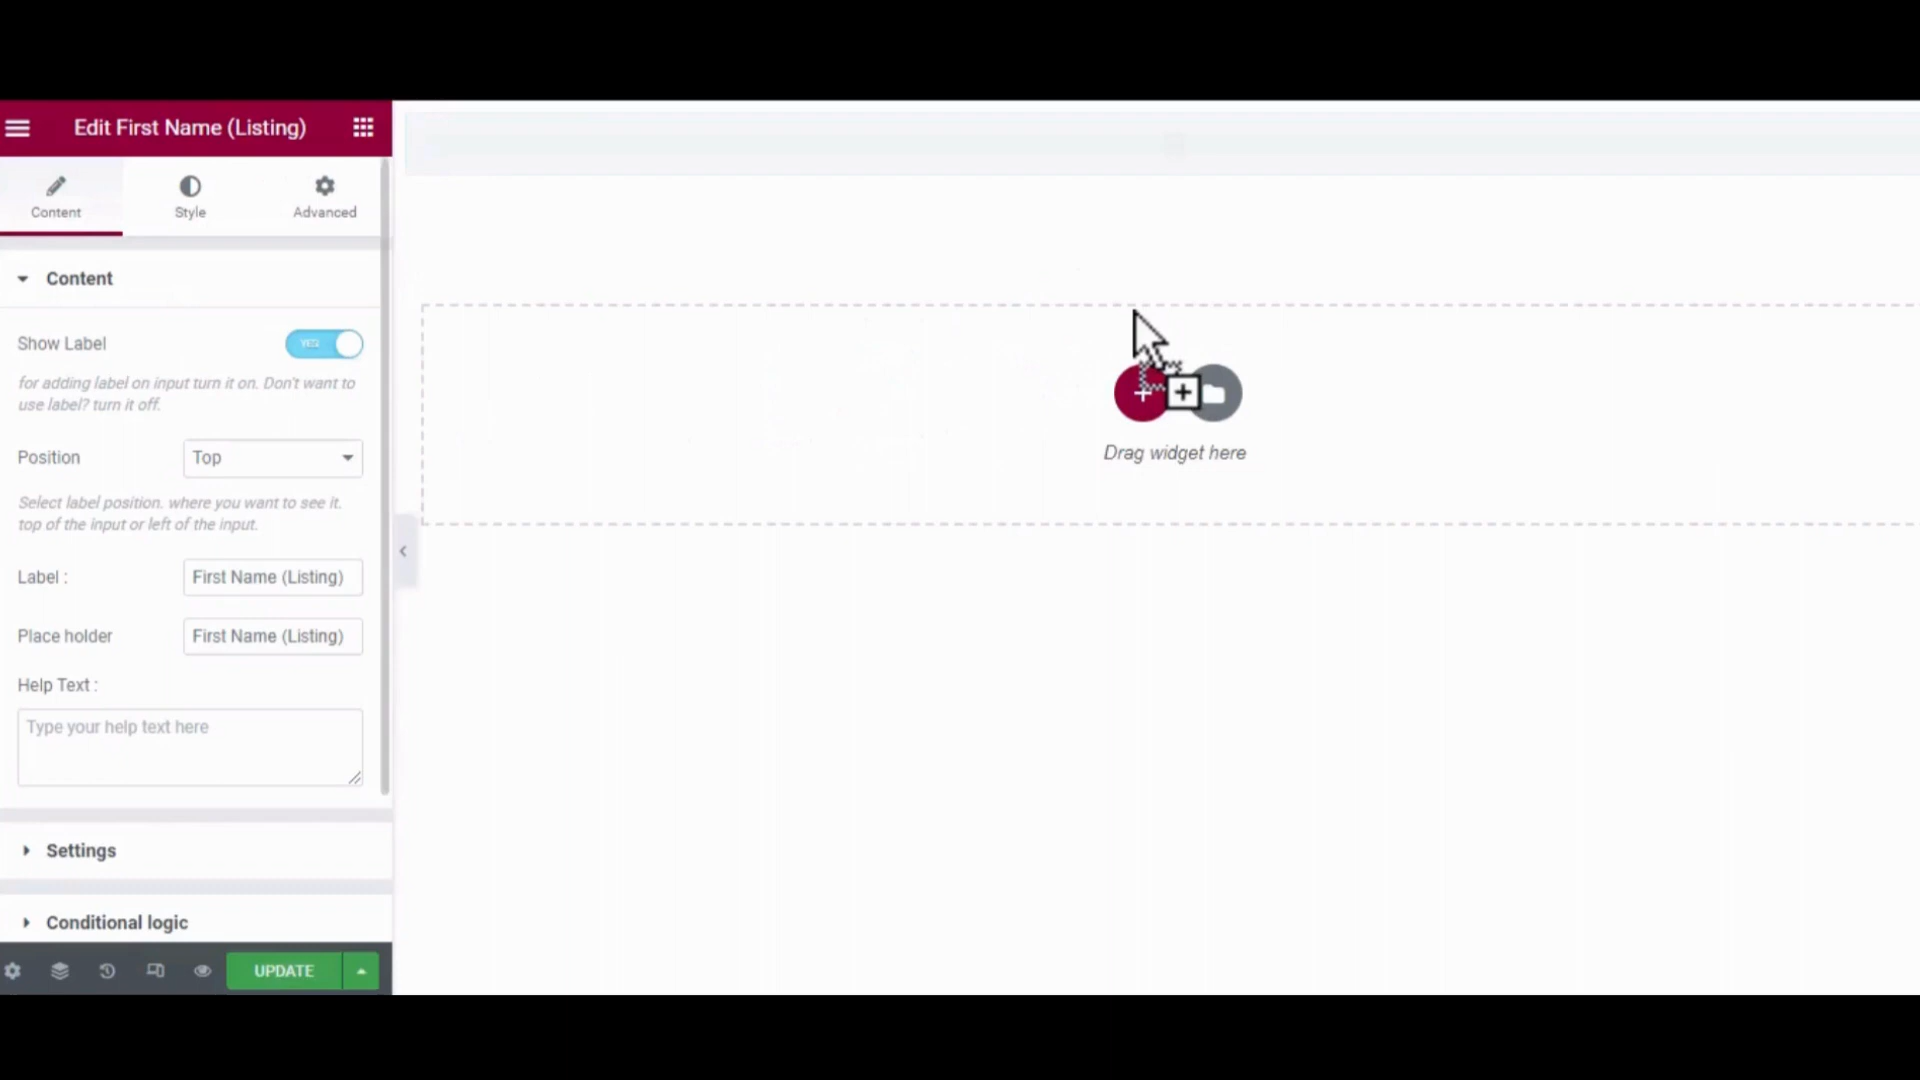 Edit First Name (Listing)
Content
Style
Advanced
Content
Show Label
YES
for adding label on input turn it on. Don't want to
use label? turn it off.
Position
Top
Select label position. where you want to see it.
top of the input or left of the input.
Label :
First Name (Listing)
Place holder
First Name (Listing)
Help Text :
Type your help text here
Settings
Conditional logic
UPDATE
Drag widget here